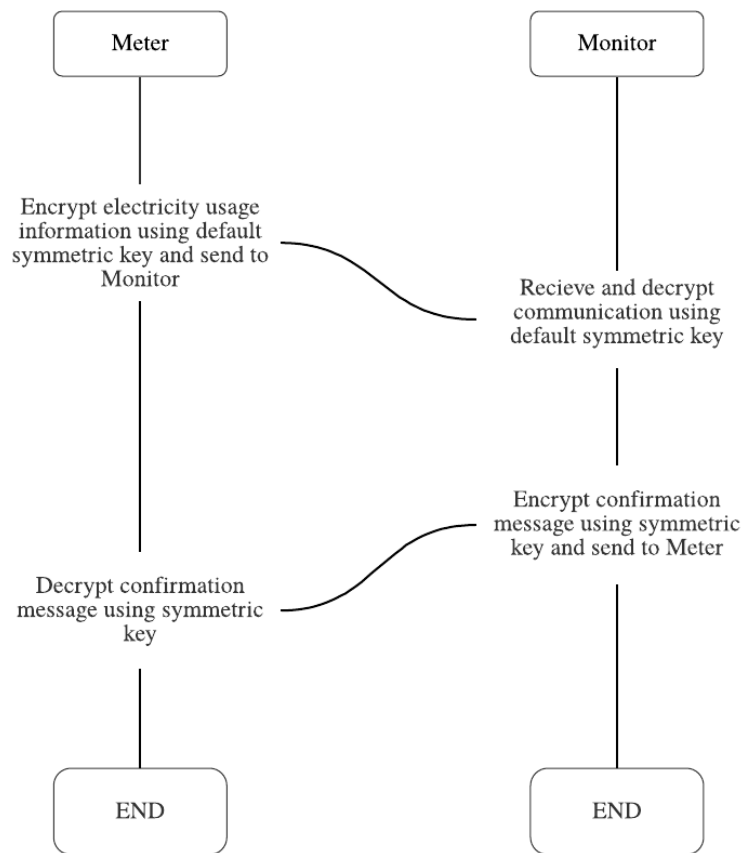 Meter
Monitor
Encrypt electricity usage
information using default
symmetric key and send to
Monitor
Recieve and decrypt
communication using
default symmetric key
Encrypt confirmation
message using symmetric
key and send to Meter
Decrypt confirmation
message using symmetric
key
END
END